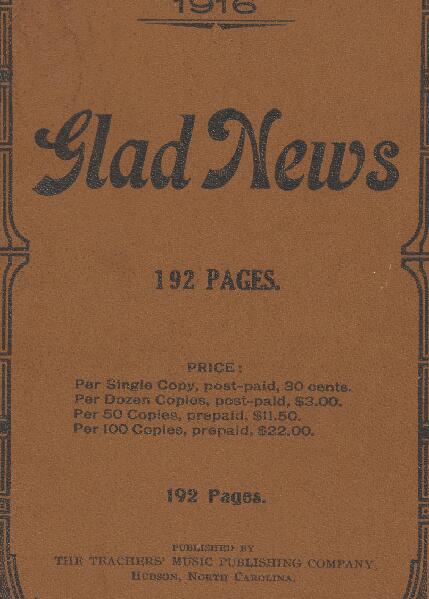 1916
Glad News
192 PAGES.
PRICE:
Per Single Copy, post-paid, 30 cents.
Per Dozen Copies, post-paid, $3.00.
Per 50 Copies, prepaid, $11.50.
Per 100 Copies, prepaid, $22.00.
192 Pages.
PUBLISHED BY
THE TEACHERS' MUSIC PUBLISHING COMPANY,
HUDSON, NORTH CAROLINA.